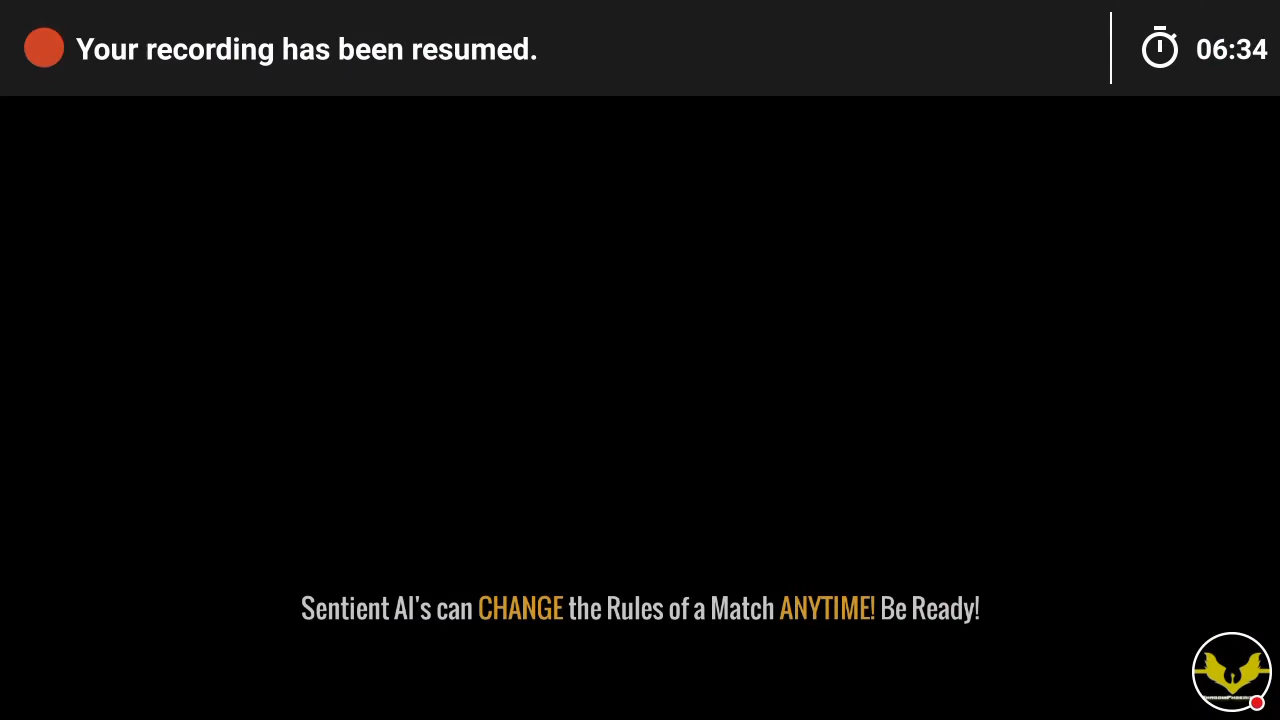 Your recording has been resumed.
06:34
Sentient AI's can CHANGE the Rules of a Match ANYTIME! Be Ready!